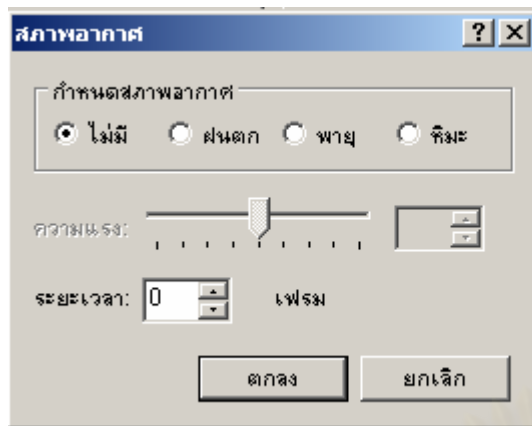 สภาพอากาศ
กำหนดสภาพอากาศ
ไม่มี ฝนตก พายุ หิมะ
ความแรง:
ระยะเวลา: 0 เฟรม
ตกลง ยกเลิก